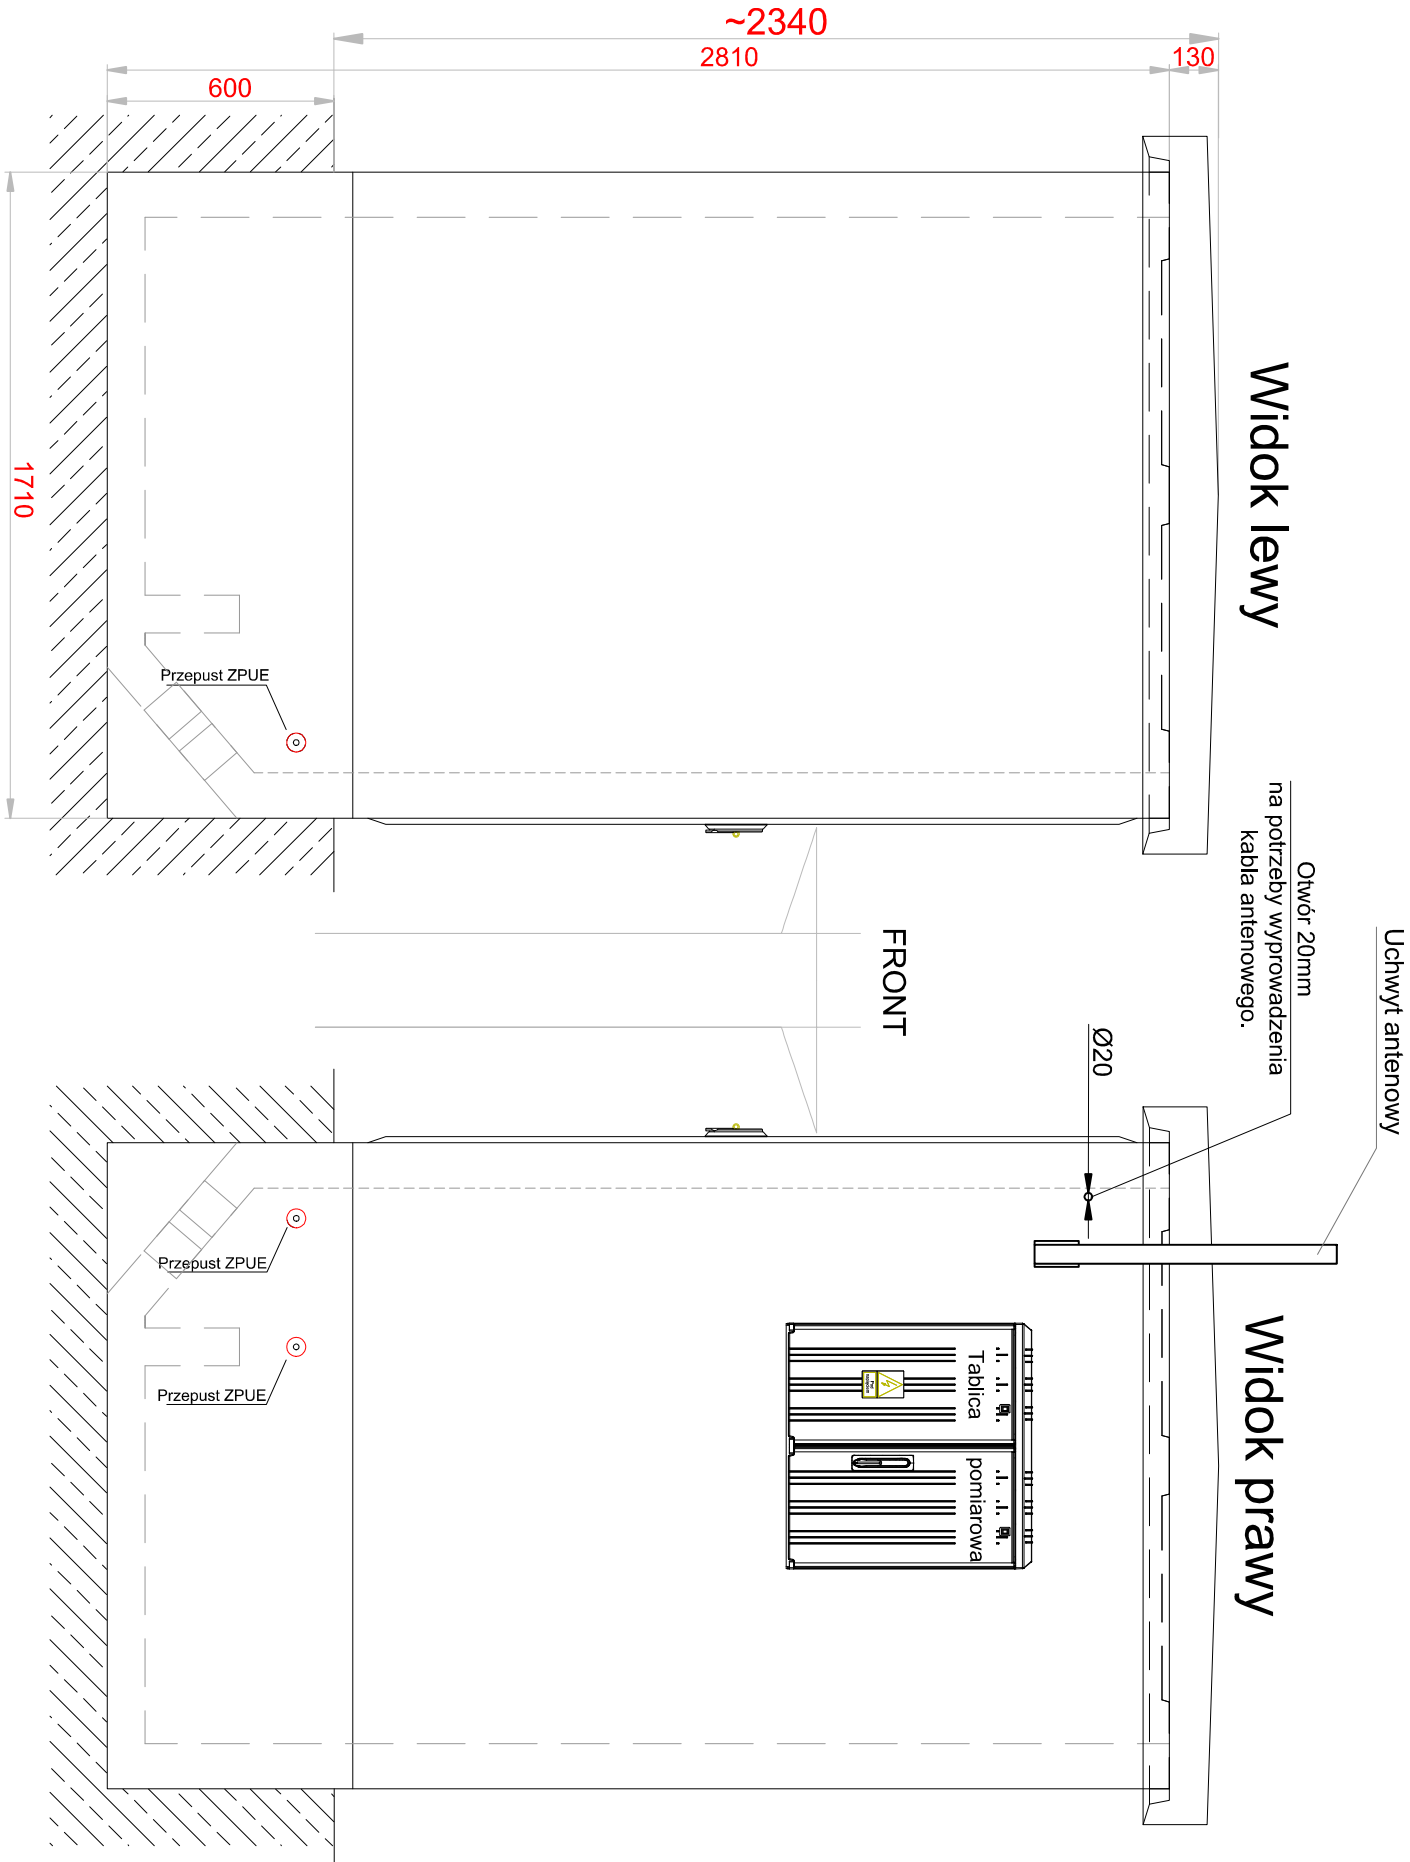 ~2340
2810
130
600
1710
Widok lewy
Przepust ZPUE
Otwór 20mm
na potrzeby wyprowadzenia
kabla antenowego.
Uchwyt antenowy
FRONT
Ø20
Widok prawy
Przepust ZPUE
Przepust ZPUE
Tablica
pomiarowa